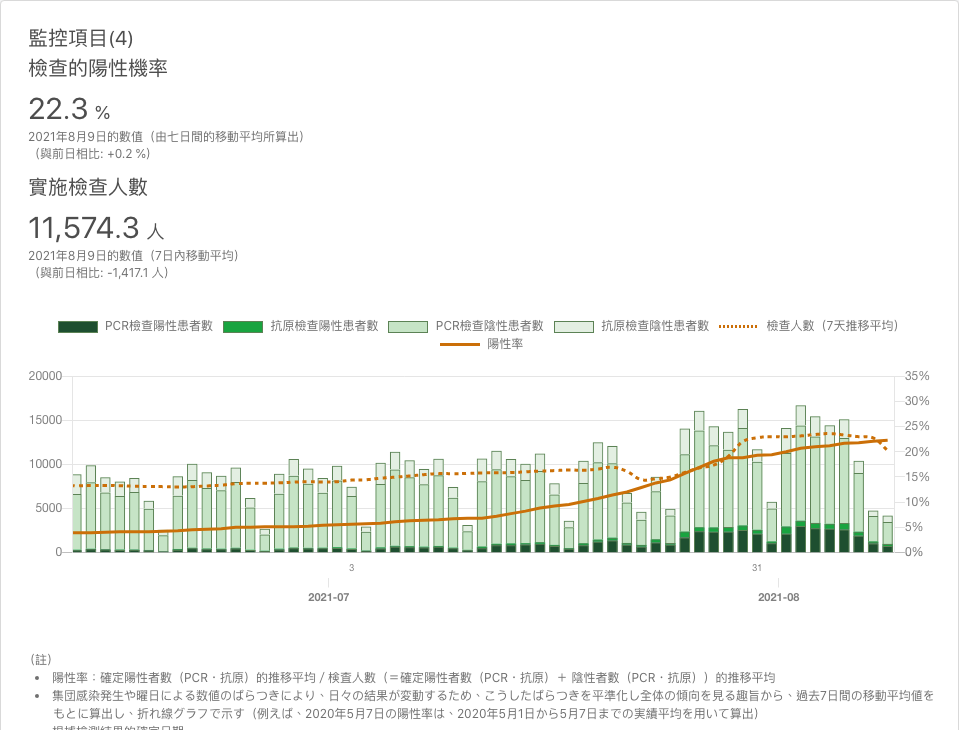 監控項目(4)
檢查的陽性機率
22.3 %
2021年8月9日的數值（由七日間的移動平均所算出）
（與前日相比: +0.2 %）
實施檢查人數
11,574.3 人
2021年8月9日的數值（7日內移動平均）
（與前日相比: -1,417.1 人）
PCR檢查陽性患者數 抗原檢查陽性患者數 PCR檢查陰性患者數 抗原檢查陰性患者數 檢查人數（7天推移平均）
陽性率
20000 35%
30%
15000 25%
20%
10000 15%
10%
5000 5%
0 0%
3 31
2021-07 2021-08
（註）
• 陽性率：確定陽性者數（PCR・抗原）的推移平均 / 檢査人數（＝確定陽性者數（PCR・抗原） ＋ 陰性者數（PCR・抗原））的推移平均
• 集団感染発生や曜日による数値のばらつきにより、日々の結果が変動するため、こうしたばらつきを平準化し全体の傾向を見る趣旨から、過去7日間の移動平均値を
もとに算出し、折れ線グラフで示す（例えば、2020年5月7日の陽性率は、2020年5月1日から5月7日までの実績平均を用いて算出）